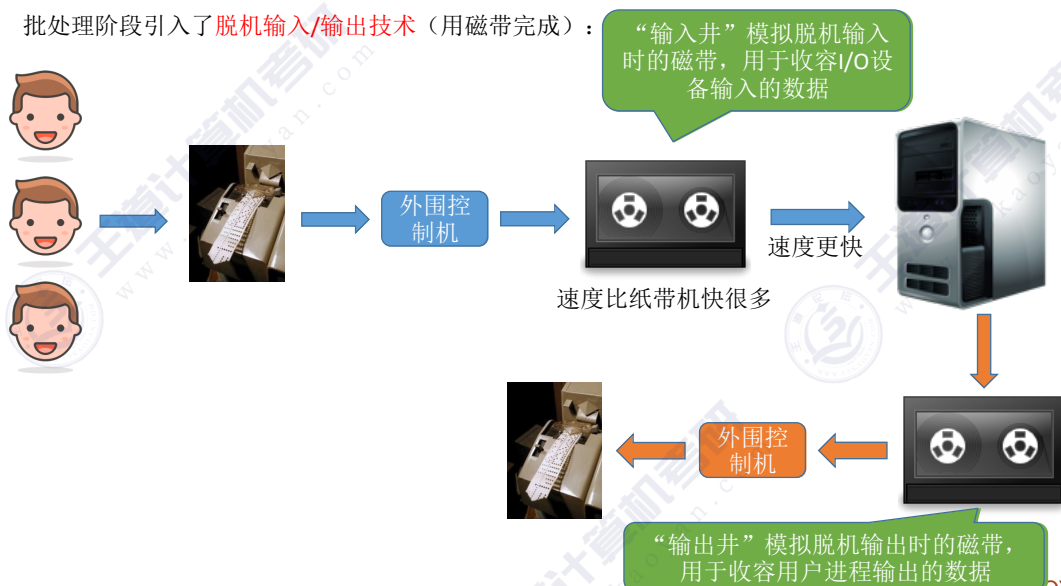 批处理阶段引入了脱机输入/输出技术（用磁带完成）：
“输入井”模拟脱机输入
时的磁带，用于收容I/O设
备输入的数据
外围控
制机
速度更快
速度比纸带机快很多
外围控
制机
“输出井”模拟脱机输出时的磁带，
用于收容用户进程输出的数据